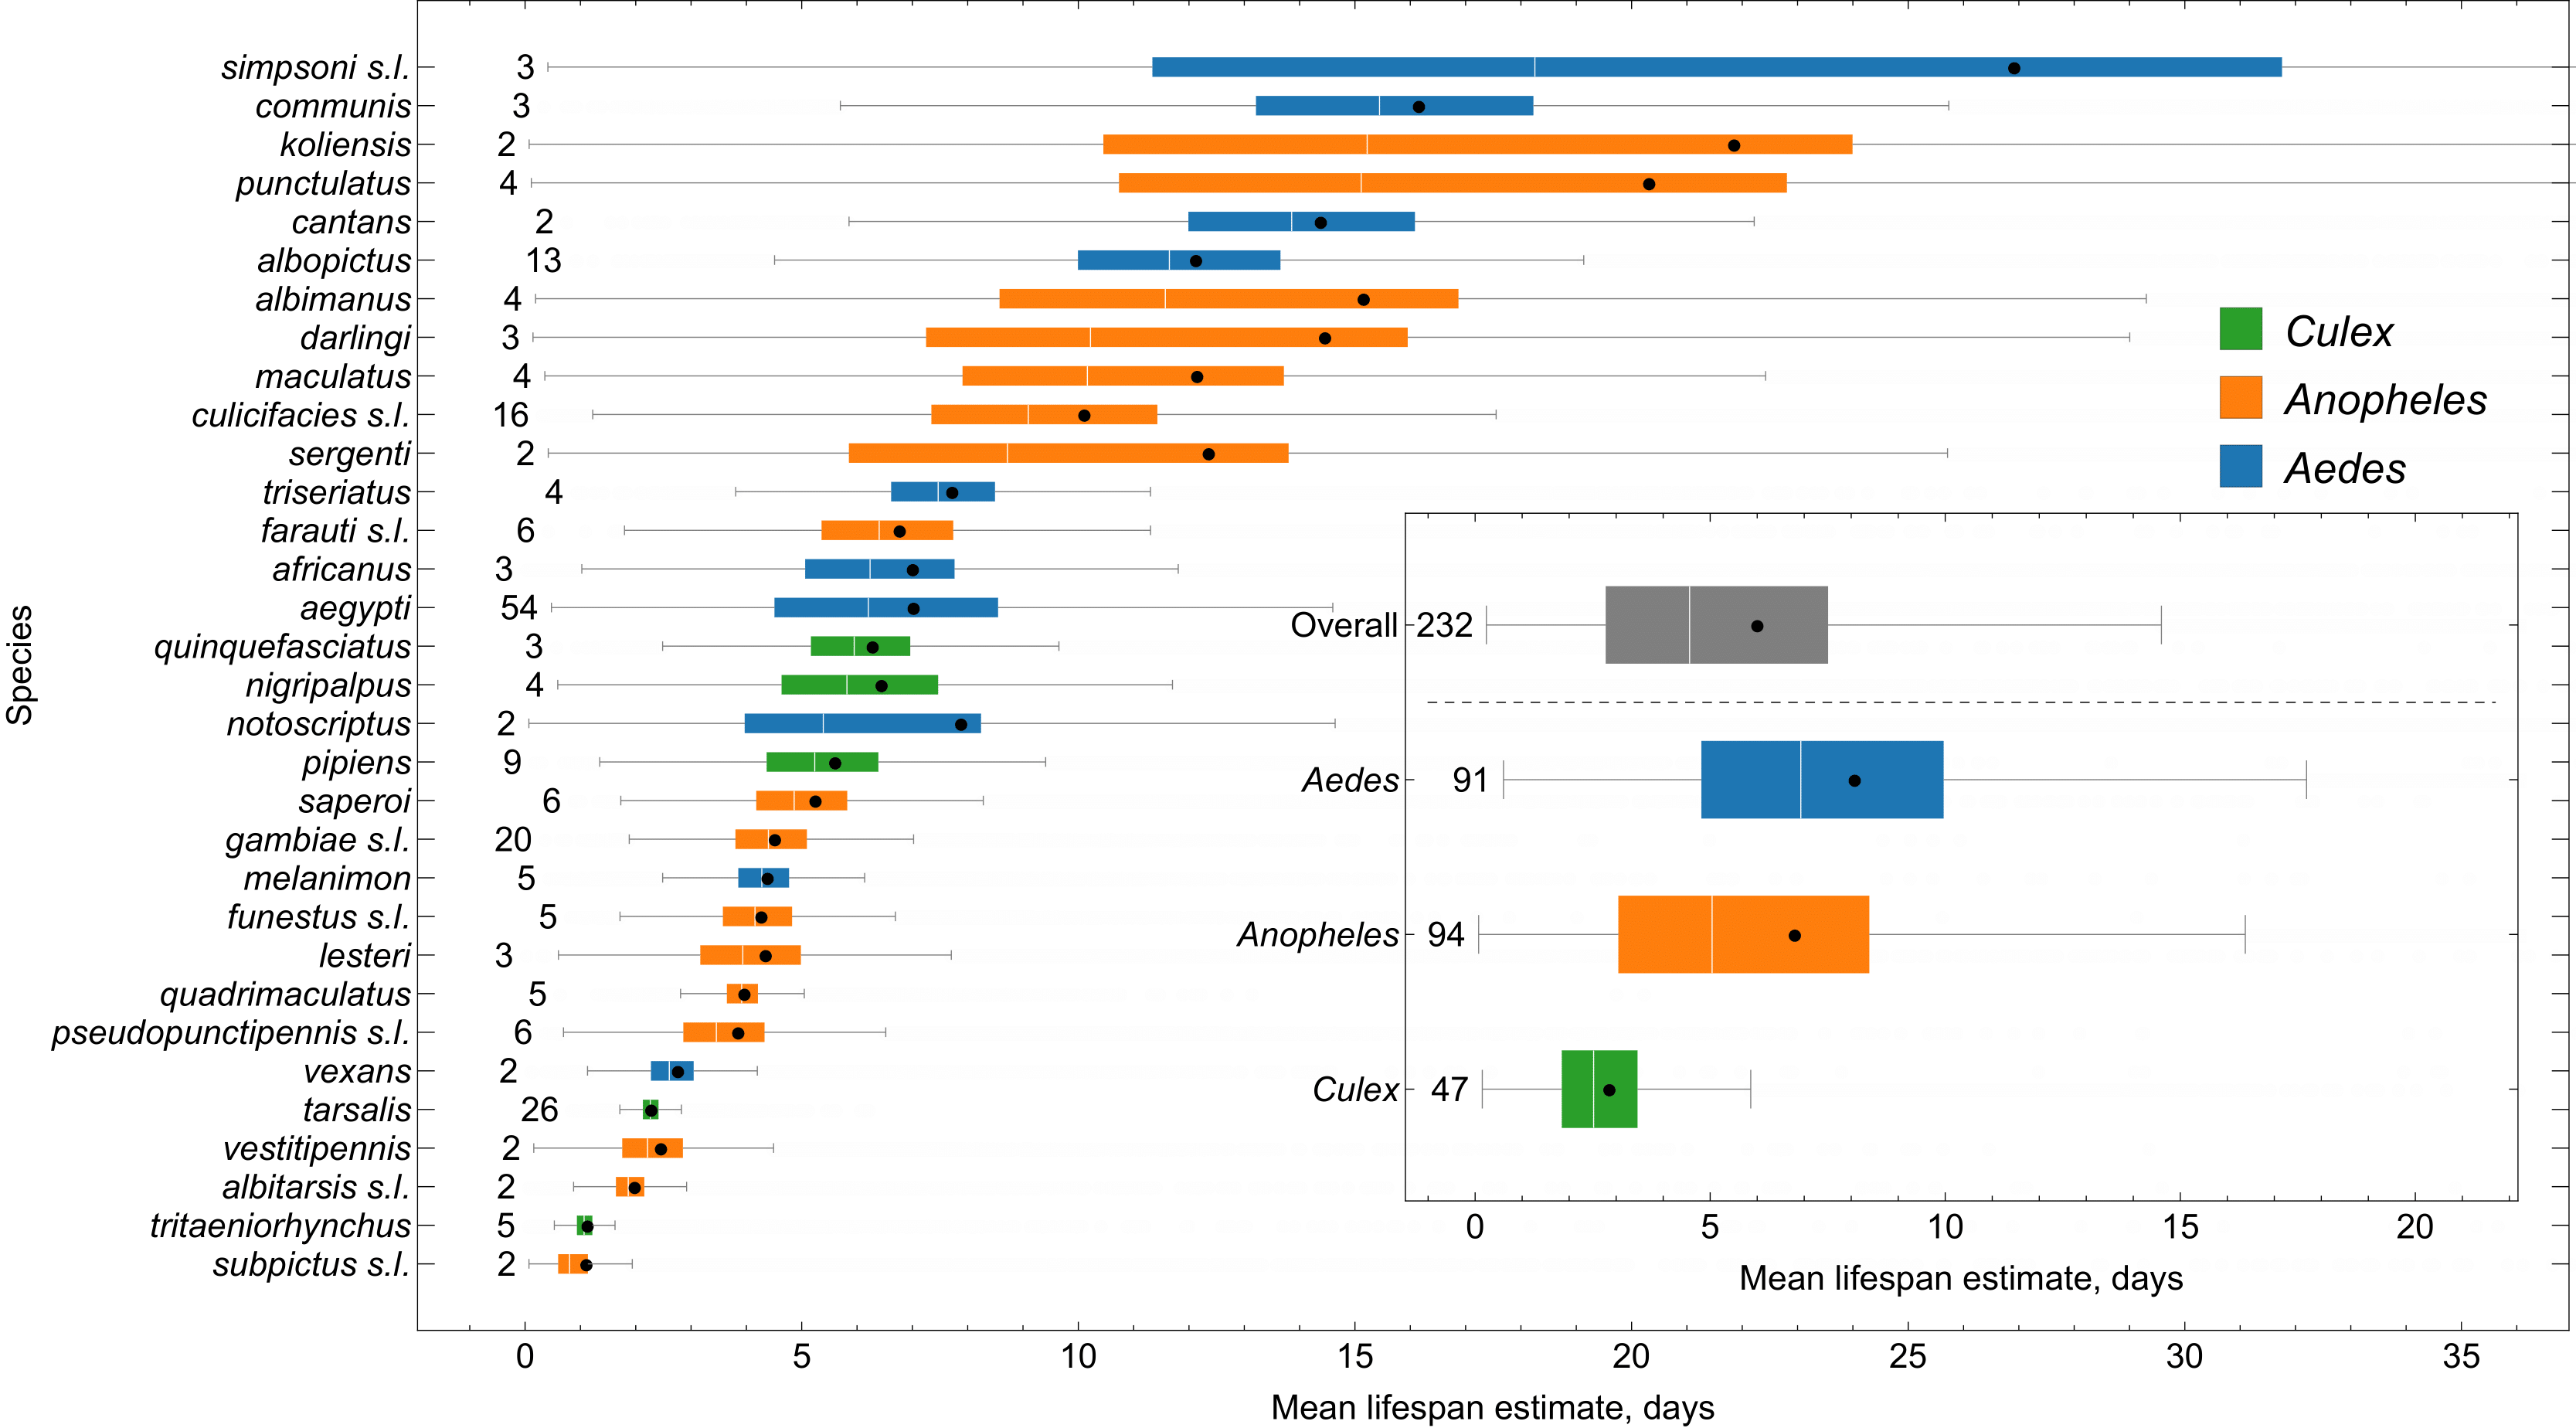 simpsoni s.l. 3
communis 3
koliensis 2
punctulatus 4
cantans 2
albopictus 13
albimanus 4
darlingi 3
maculatus 4
culicifacies s.l. 16
sergenti 2
triseriatus 4
farauti s.l. 6
africanus 3
aegypti 54
quinquefasciatus 3
nigripalpus 4
notoscriptus 2
pipiens 9
saperoi 6
gambiae s.l. 20
melanimon 5
funestus s.l. 5
lesteri 3
quadrimaculatus 5
pseudopunctipennis s.l. 6
vexans 2
tarsalis 26
vestitipennis 2
albitarsis s.l. 2
tritaeniorhynchus 5
subpictus s.l. 2
Species
0 5 10 15 20 25 30 35
Mean lifespan estimate, days
Culex
Anopheles
Aedes
Overall 232
Aedes 91
Anopheles 94
Culex 47
0 5 10 15 20
Mean lifespan estimate, days